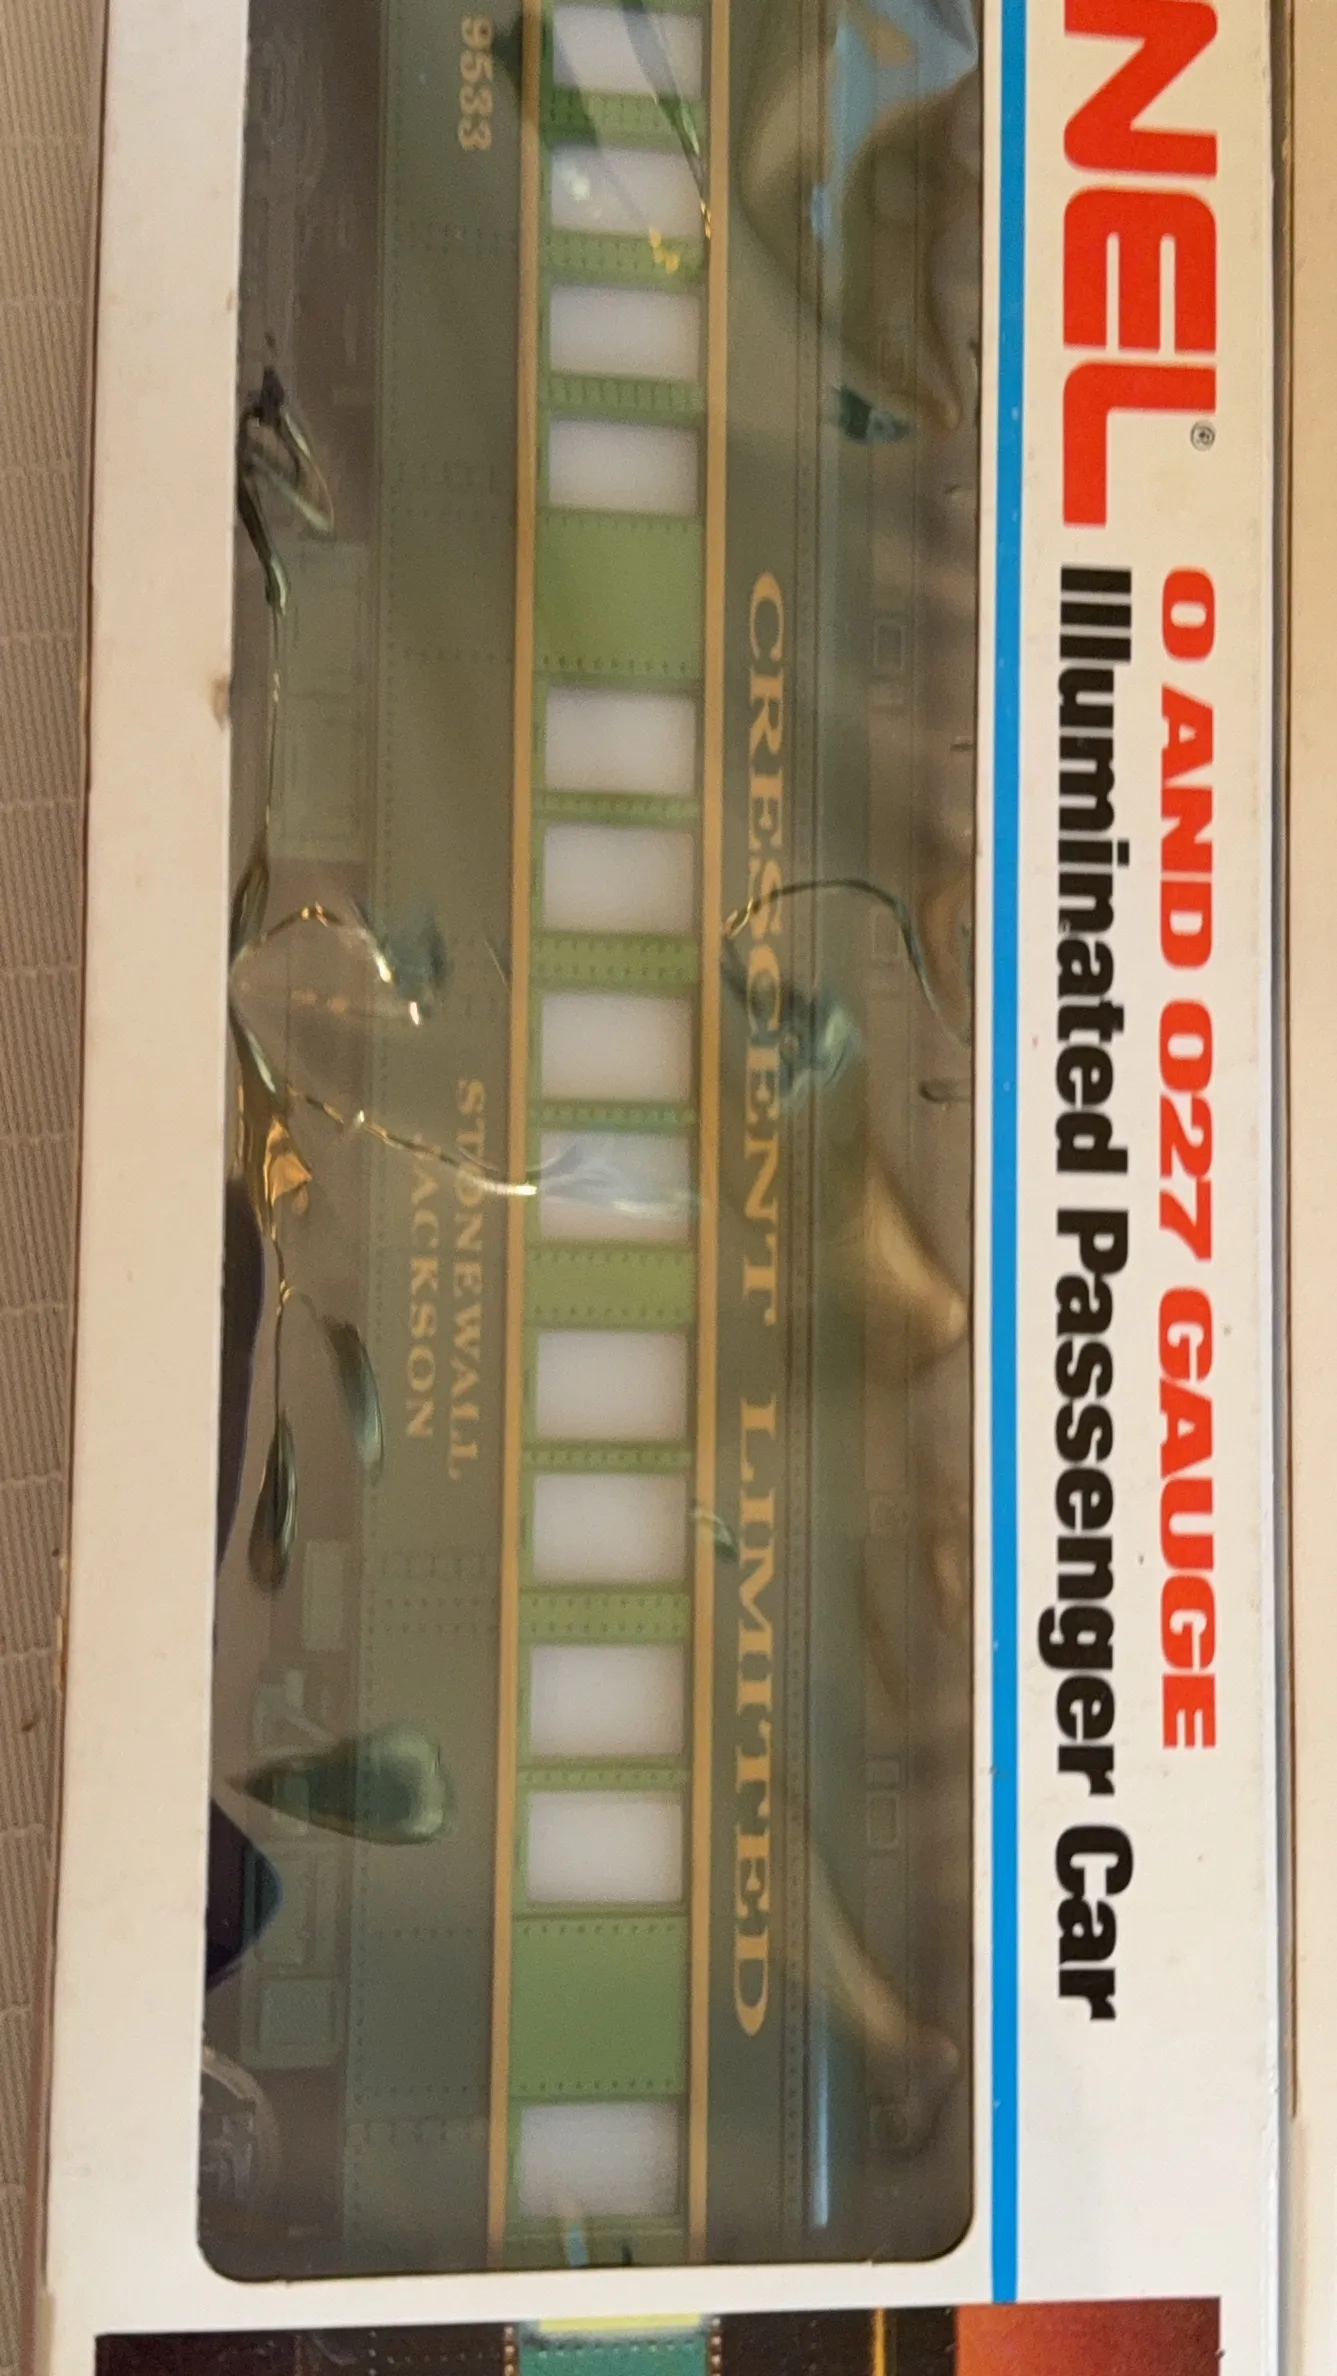 NEL®
O AND O27 GAUGE
Illuminated Passenger Car
CRESCENT LIMITED
9533
STONEWALL
JACKSON